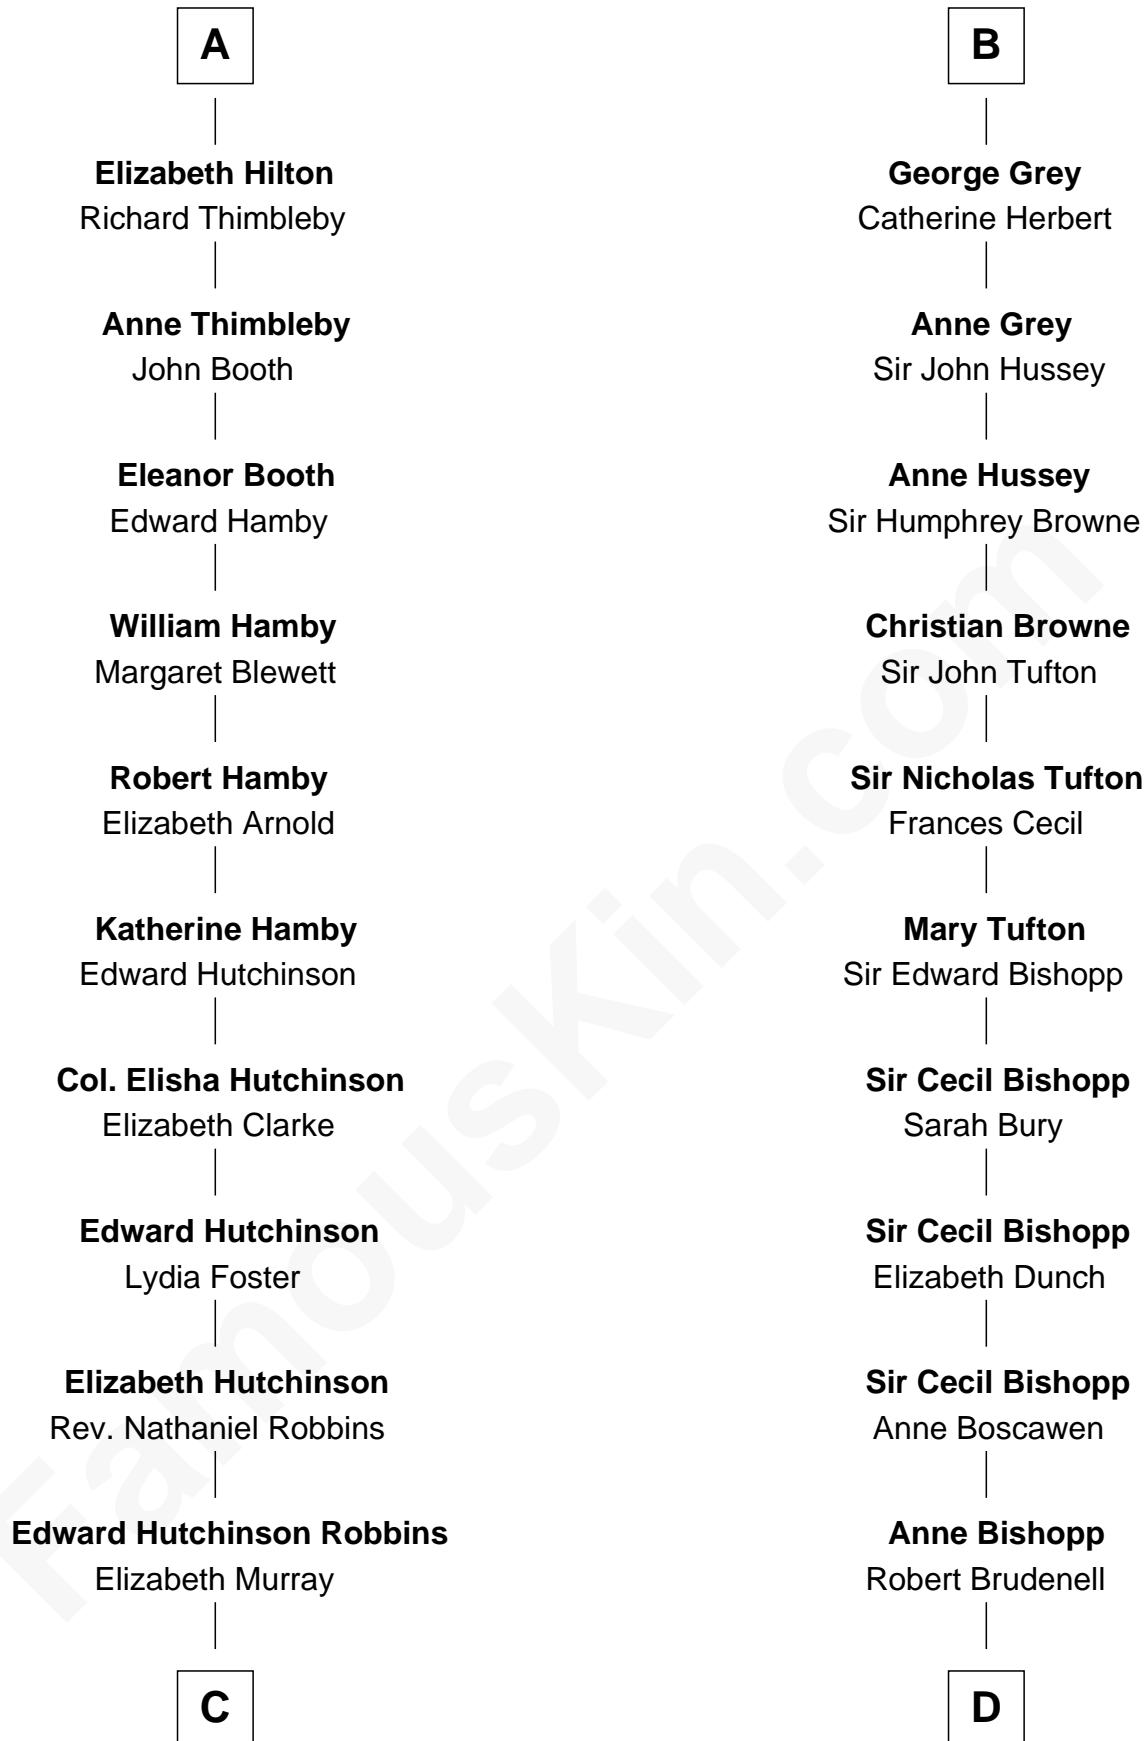 A
Elizabeth Hilton
Richard Thimbleby
Anne Thimbleby
John Booth
Eleanor Booth
Edward Hamby
William Hamby
Margaret Blewett
Robert Hamby
Elizabeth Arnold
Katherine Hamby
Edward Hutchinson
Col. Elisha Hutchinson
Elizabeth Clarke
Edward Hutchinson
Lydia Foster
Elizabeth Hutchinson
Rev. Nathaniel Robbins
Edward Hutchinson Robbins
Elizabeth Murray
C
B
George Grey
Catherine Herbert
Anne Grey
Sir John Hussey
Anne Hussey
Sir Humphrey Browne
Christian Browne
Sir John Tufton
Sir Nicholas Tufton
Frances Cecil
Mary Tufton
Sir Edward Bishopp
Sir Cecil Bishopp
Sarah Bury
Sir Cecil Bishopp
Elizabeth Dunch
Sir Cecil Bishopp
Anne Boscawen
Anne Bishopp
Robert Brudenell
D
FamousKin.com